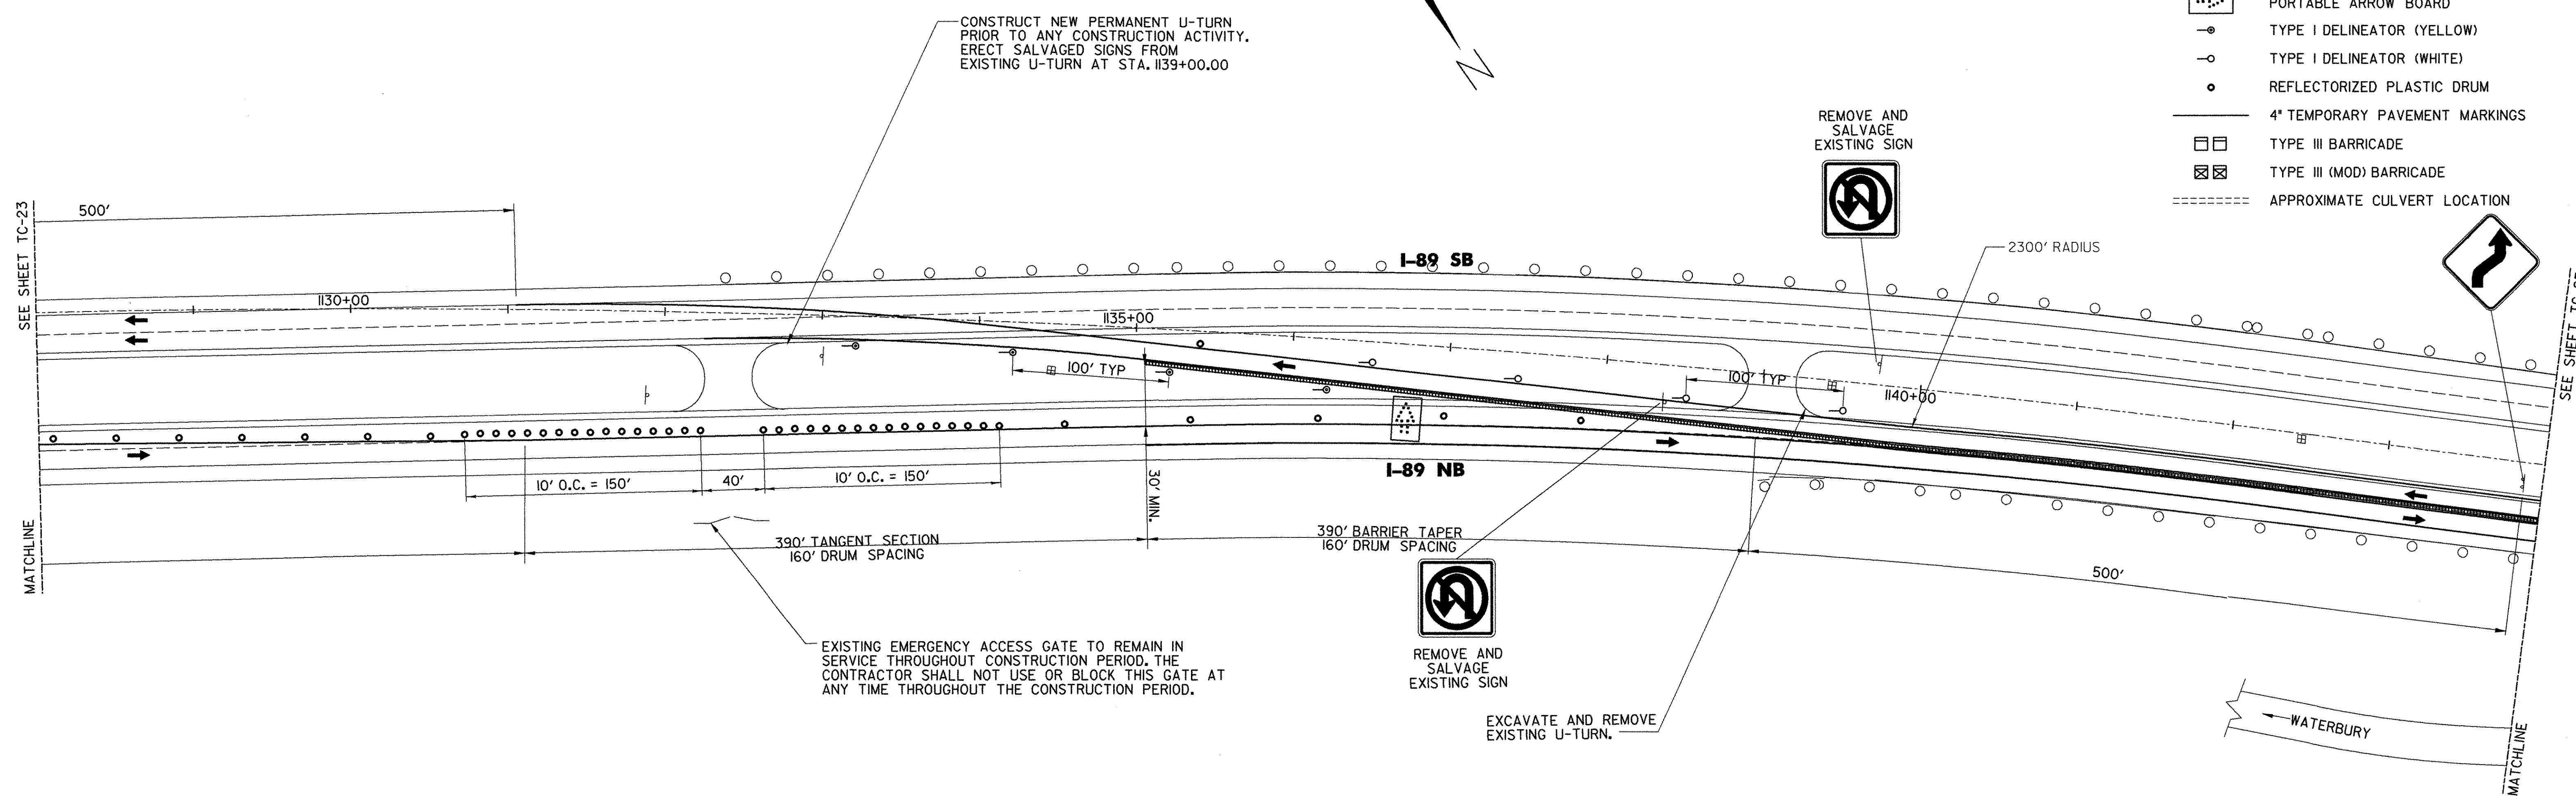 CONSTRUCT NEW PERMANENT U-TURN
PRIOR TO ANY CONSTRUCTION ACTIVITY.
ERECT SALVAGED SIGNS FROM
EXISTING U-TURN AT STA. 1139+00.00
N
PORTABLE ARROW BOARD
TYPE I DELINEATOR (YELLOW)
TYPE I DELINEATOR (WHITE)
REFLECTORIZED PLASTIC DRUM
4" TEMPORARY PAVEMENT MARKINGS
TYPE III BARRICADE
TYPE III (MOD) BARRICADE
APPROXIMATE CULVERT LOCATION
REMOVE AND
SALVAGE
EXISTING SIGN
SEE SHEET TC-23
500'
I-89 SB
2300' RADIUS
1130+00
1135+00
100' TYP
100' TYP
1140+00
I-89 NB
10' O.C. = 150'
40'
10' O.C. = 150'
30' MIN.
390' TANGENT SECTION
160' DRUM SPACING
390' BARRIER TAPER
160' DRUM SPACING
500'
MATCHLINE
EXISTING EMERGENCY ACCESS GATE TO REMAIN IN
SERVICE THROUGHOUT CONSTRUCTION PERIOD. THE
CONTRACTOR SHALL NOT USE OR BLOCK THIS GATE AT
ANY TIME THROUGHOUT THE CONSTRUCTION PERIOD.
REMOVE AND
SALVAGE
EXISTING SIGN
EXCAVATE AND REMOVE
EXISTING U-TURN.
WATERBURY
MATCHLINE
SEE SHEET